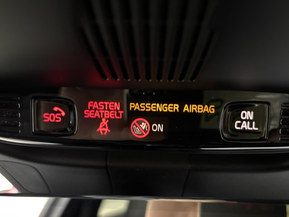 SOS
FASTEN
SEATBELT
PASSENGER AIRBAG
ON
ON
CALL